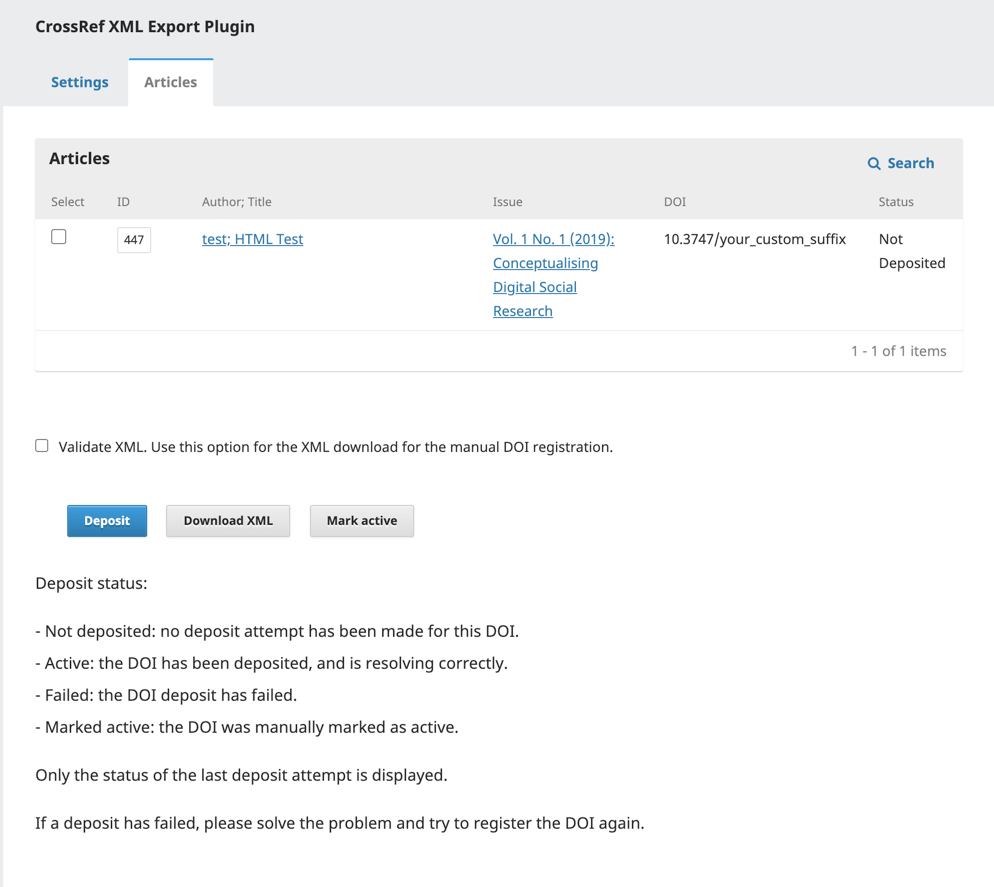 CrossRef XML Export Plugin
Settings Articles
Articles
Search
Select ID Author; Title Issue DOI Status
447 test; HTML Test Vol. 1 No. 1 (2019): 10.3747/your_custom_suffix Not
Conceptualising Deposited
Digital Social
Research
1 - 1 of 1 items
Validate XML. Use this option for the XML download for the manual DOI registration.
Deposit Download XML Mark active
Deposit status:
- Not deposited: no deposit attempt has been made for this DOI.
- Active: the DOI has been deposited, and is resolving correctly.
- Failed: the DOI deposit has failed.
- Marked active: the DOI was manually marked as active.
Only the status of the last deposit attempt is displayed.
If a deposit has failed, please solve the problem and try to register the DOI again.